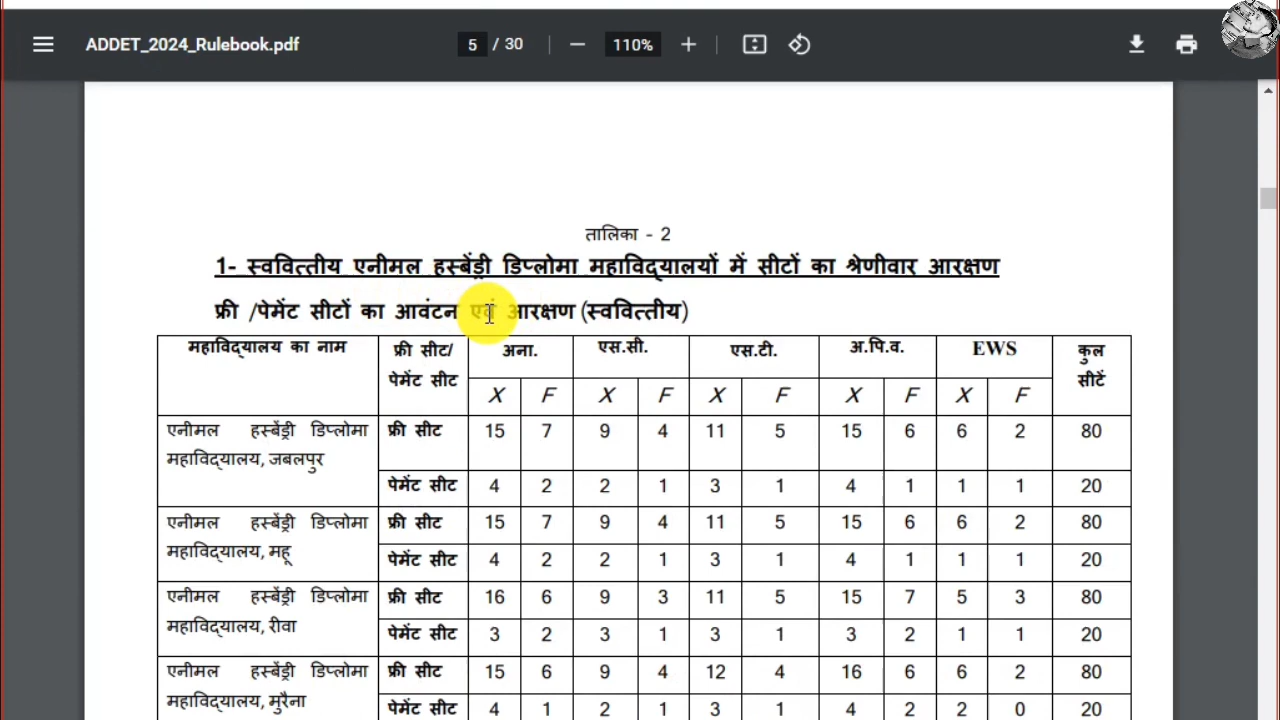 ADDET_2024_Rulebook.pdf 5 / 30 110%
तालिका - 2
1- स्ववित्तीय एनीमल हस्बेंड्री डिप्लोमा महाविद्यालयों में सीटों का श्रेणीवार आरक्षण
फ्री /पेमेंट सीटों का आवंटन एवं आरक्षण (स्ववित्तीय)
महाविद्यालय का नाम फ्री सीट/ पेमेंट सीट अना. एस.सी. एस.टी. अ.पि.व. EWS कुल सीटें
X F X F X F X F X F
एनीमल हस्बेंड्री डिप्लोमा फ्री सीट 15 7 9 4 11 5 15 6 6 2 80
महाविद्यालय, जबलपुर
पेमेंट सीट 4 2 2 1 3 1 4 1 1 1 20
एनीमल हस्बेंड्री डिप्लोमा फ्री सीट 15 7 9 4 11 5 15 6 6 2 80
महाविद्यालय, महू पेमेंट सीट 4 2 2 1 3 1 4 1 1 1 20
एनीमल हस्बेंड्री डिप्लोमा फ्री सीट 16 6 9 3 11 5 15 7 5 3 80
महाविद्यालय, रीवा पेमेंट सीट 3 2 3 1 3 1 3 2 1 1 20
एनीमल हस्बेंड्री डिप्लोमा फ्री सीट 15 6 9 4 12 4 16 6 6 2 80
महाविद्यालय, मुरैना पेमेंट सीट 4 1 2 1 3 1 4 2 2 0 20